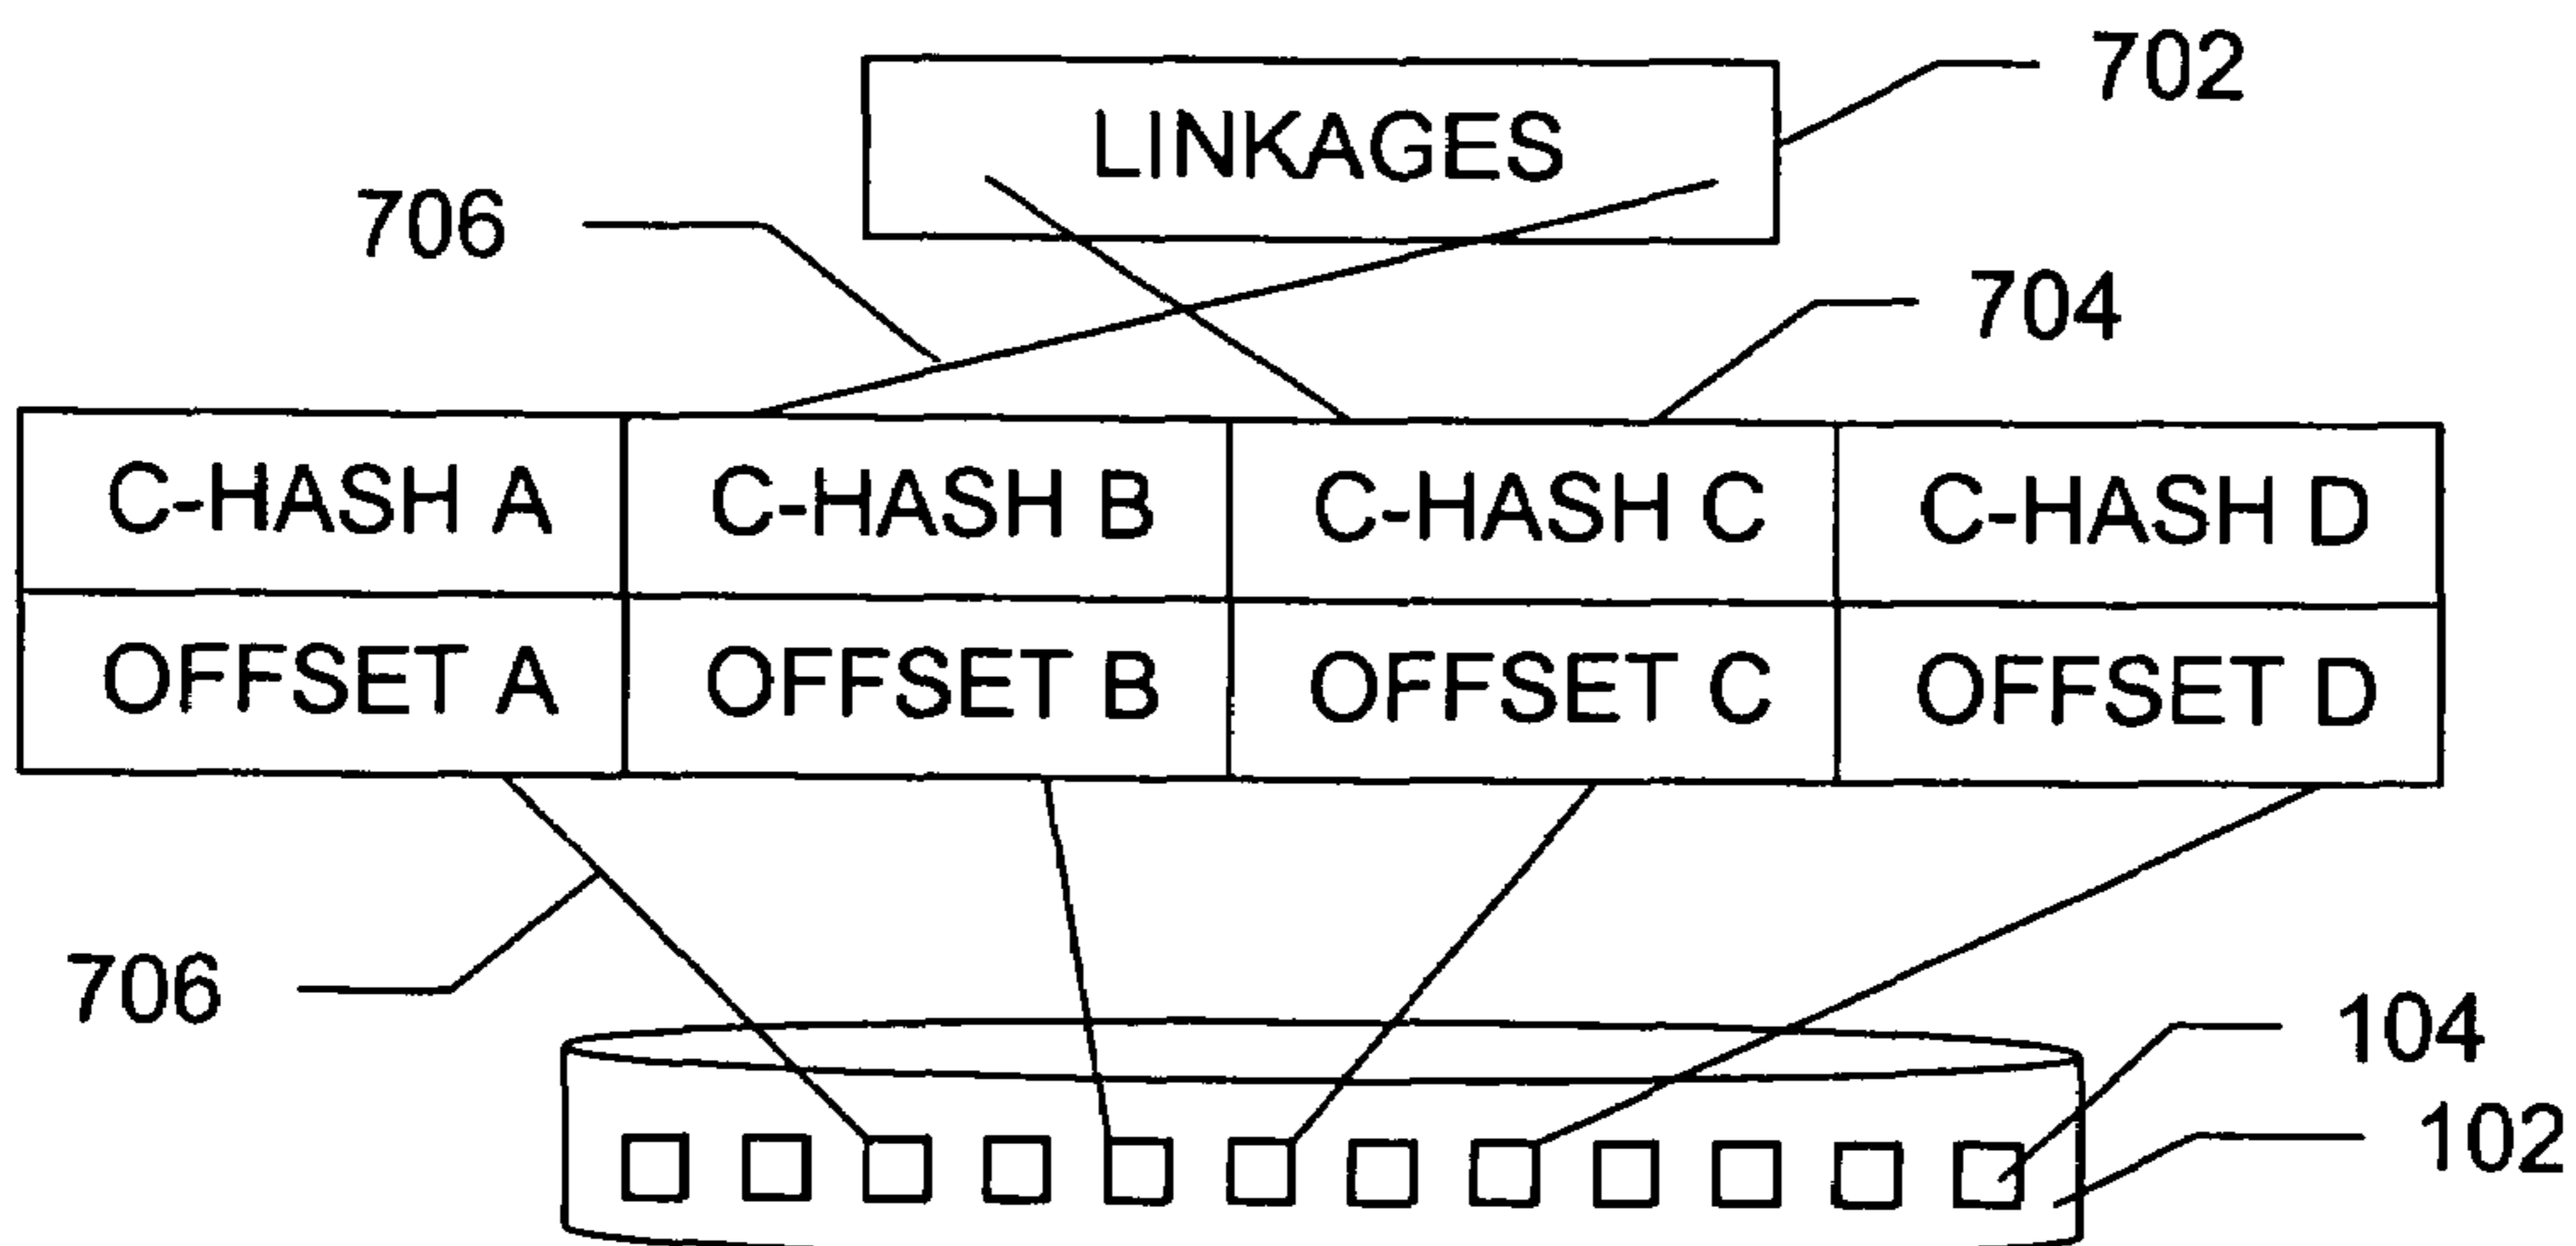 702
LINKAGES
706
704
C-HASH A C-HASH B C-HASH C C-HASH D
OFFSET A OFFSET B OFFSET C OFFSET D
706
104
102